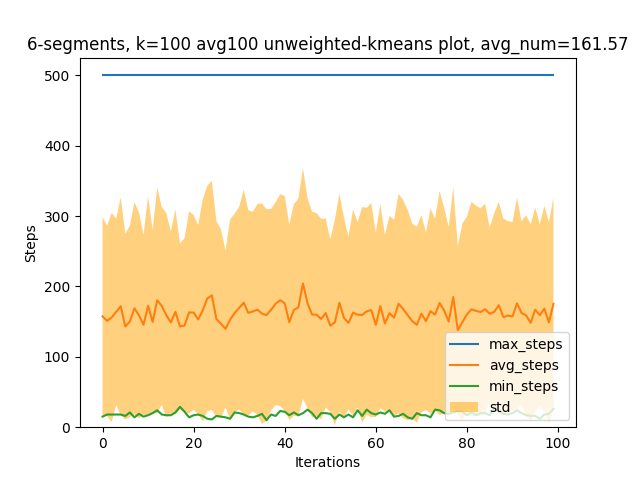 6-segments, k=100 avg100 unweighted-kmeans plot, avg_num=161.57
500
400
300
200
100
0
Steps
max_steps
avg_steps
min_steps
std
0 20 40 60 80 100
Iterations